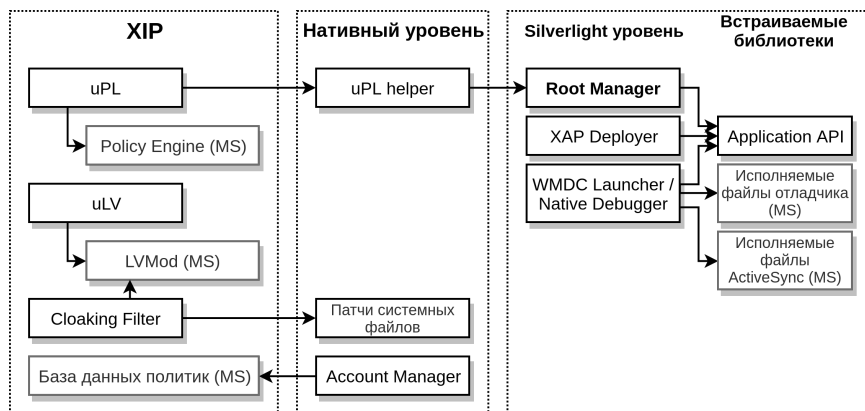 XIP
Нативный уровень
Silverlight уровень
Встраиваемые
библиотеки
uPL
uPL helper
Root Manager
Policy Engine (MS)
XAP Deployer
Application API
uLV
WMDC Launcher /
Native Debugger
Исполняемые
файлы отладчика
(MS)
LVMod (MS)
Исполняемые
файлы
ActiveSync (MS)
Cloaking Filter
Патчи системных
файлов
База данных политик (MS)
Account Manager